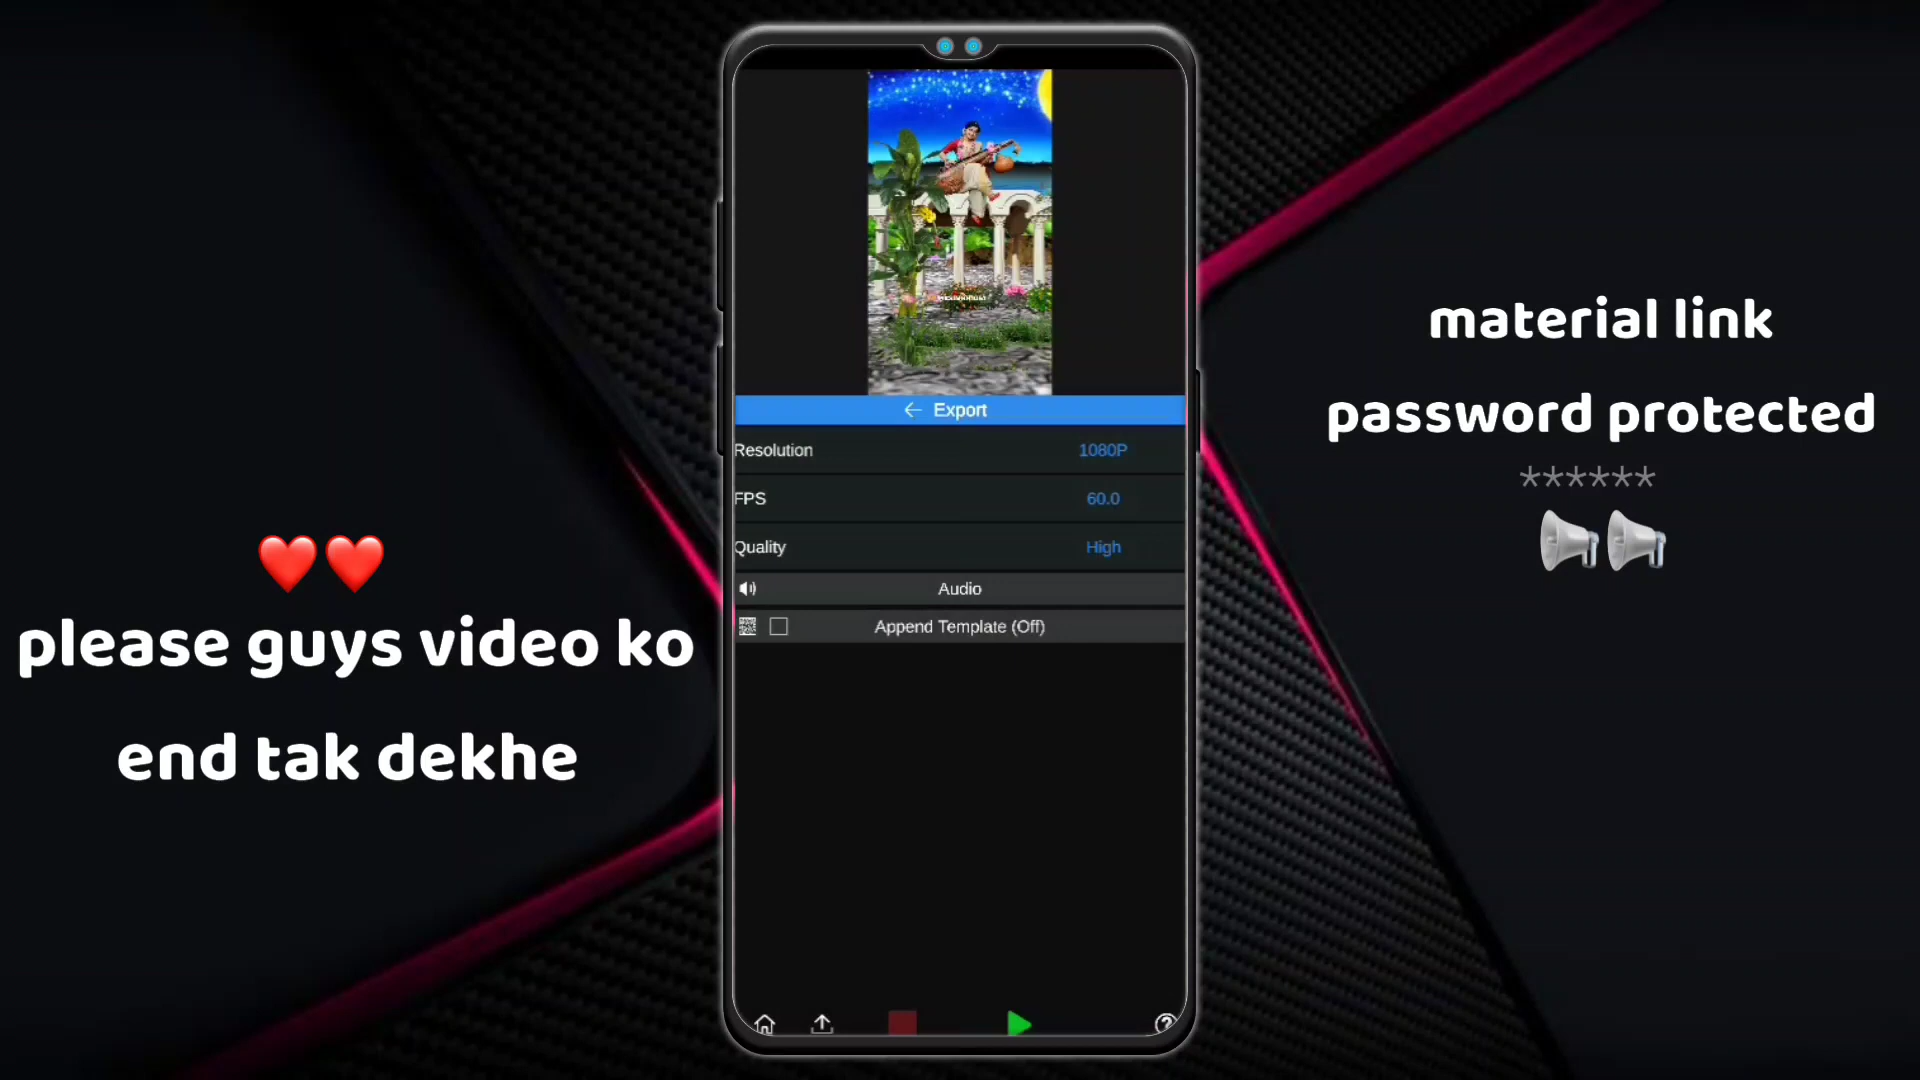 please guys video ko
end tak dekhe
Export
Resolution 1080P
FPS 60.0
Quality High
Audio
Append Template (Off)
material link
password protected
******